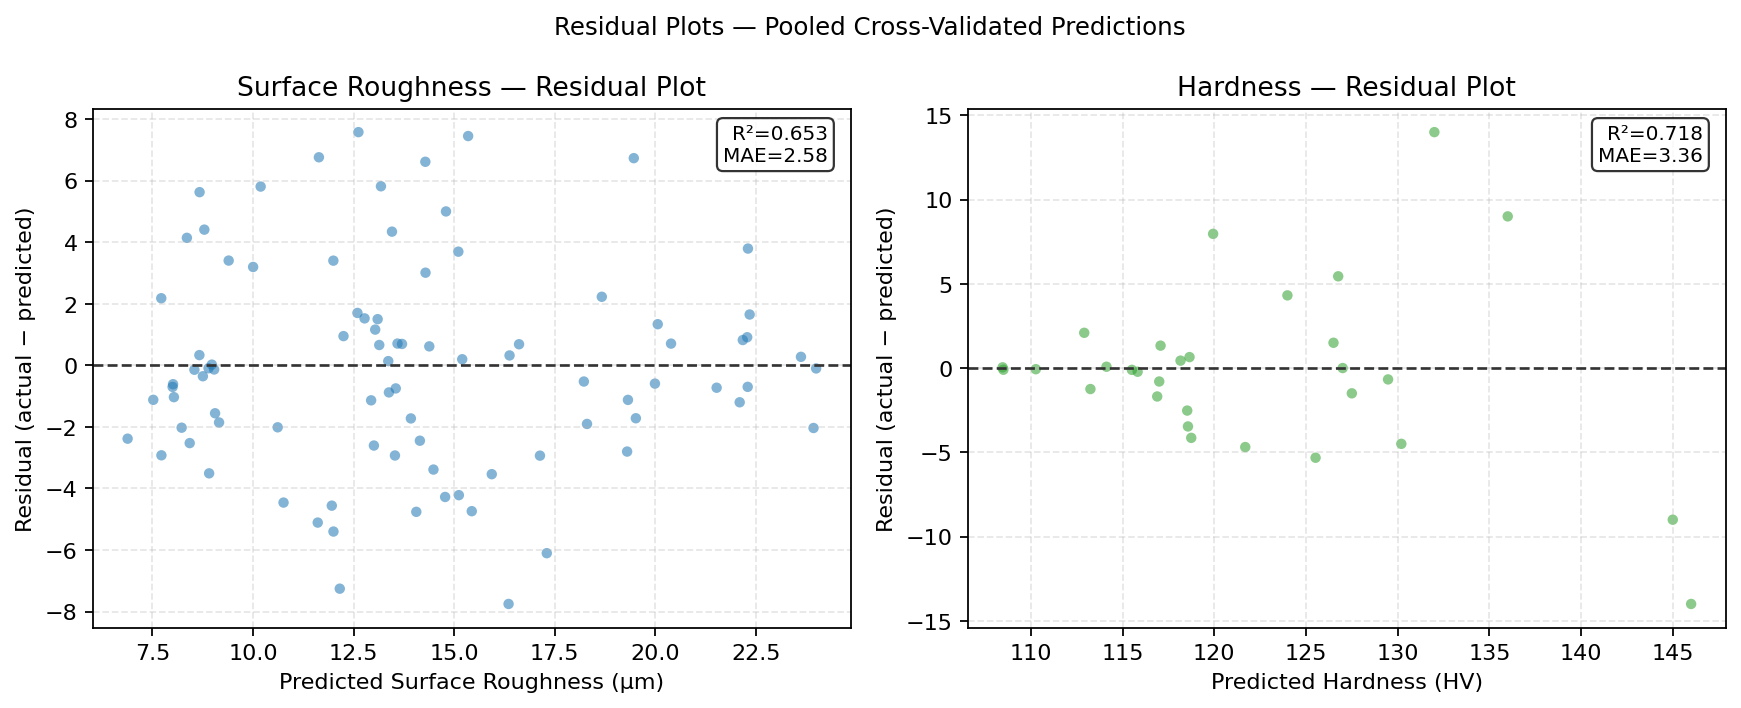 Residual Plots — Pooled Cross-Validated Predictions
Surface Roughness — Residual Plot
R²=0.653
MAE=2.58
Residual (actual − predicted)
8
6
4
2
0
−2
−4
−6
−8
7.5 10.0 12.5 15.0 17.5 20.0 22.5
Predicted Surface Roughness (μm)
Hardness — Residual Plot
R²=0.718
MAE=3.36
Residual (actual − predicted)
15
10
5
0
−5
−10
−15
110 115 120 125 130 135 140 145
Predicted Hardness (HV)